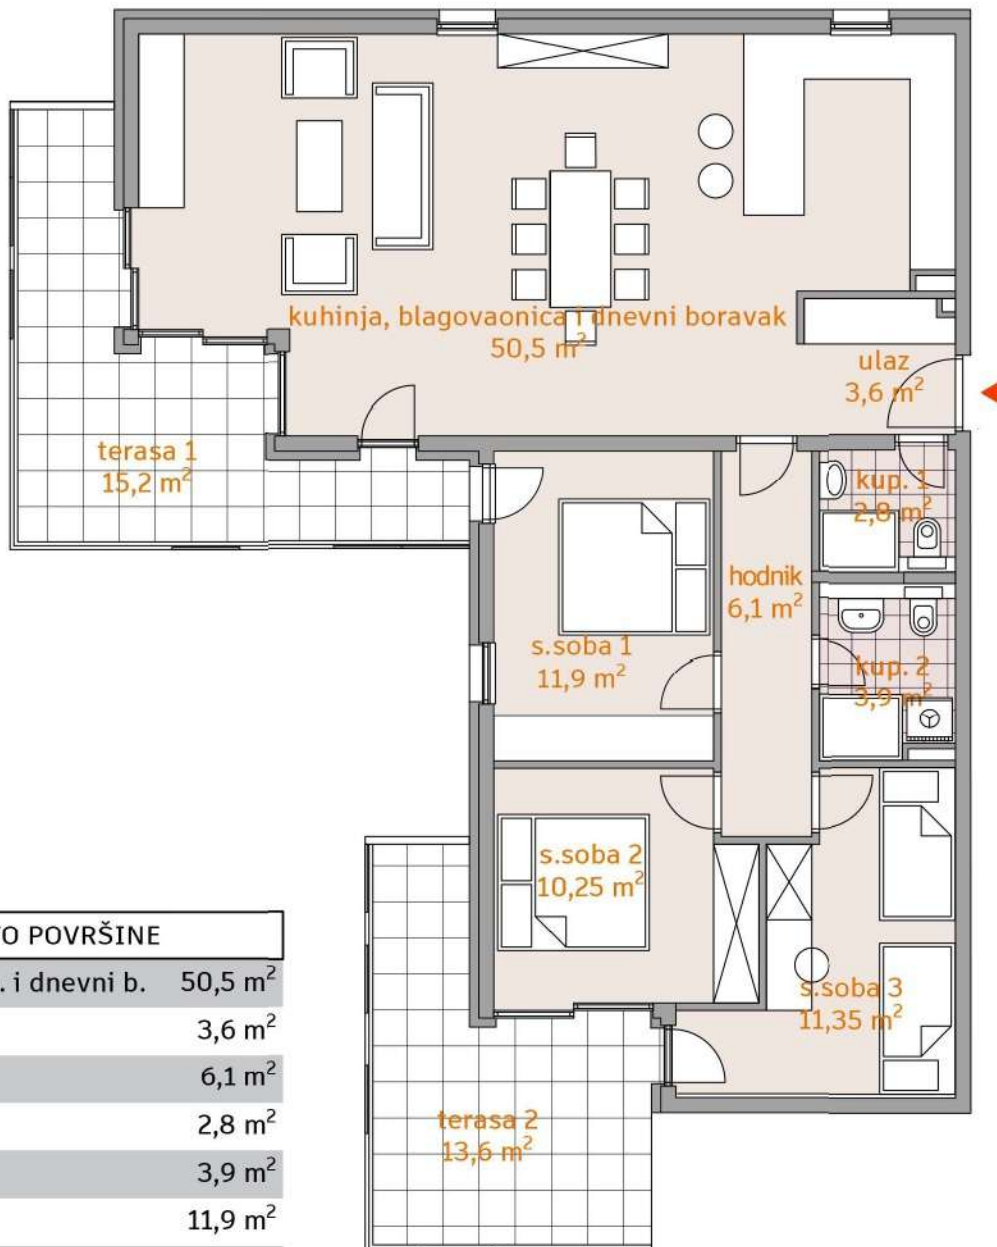 kuhinja, blagovaonica i dnevni boravak
50,5 m²
ulaz
3,6 m²
terasa 1
15,2 m²
kup. 1
2,8 m²
hodnik
6,1 m²
s.soba 1
11,9 m²
kup. 2
3,9 m²
s.soba 2
10,25 m²
s.soba 3
11,35 m²
terasa 2
13,6 m²
O POVRŠINE
. i dnevni b. 50,5 m²
3,6 m²
6,1 m²
2,8 m²
3,9 m²
11,9 m²